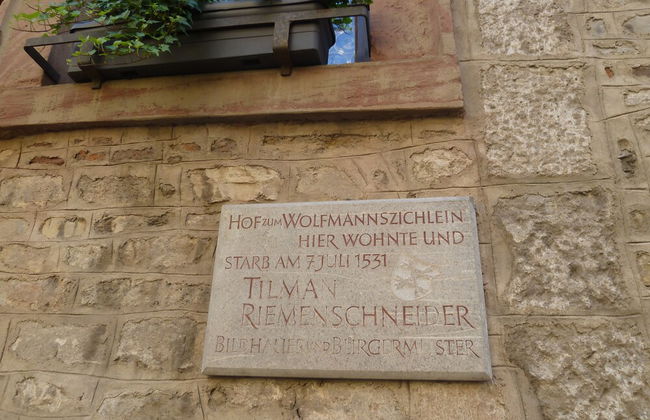 HOF ZUM WOLFMANNSZICHLEIN
HIER WOHNTE UND
STARB AM 7 JULI 1531
TILMAN
RIEMENSCHNEIDER
BILDHAUER UND BÜRGERMEISTER